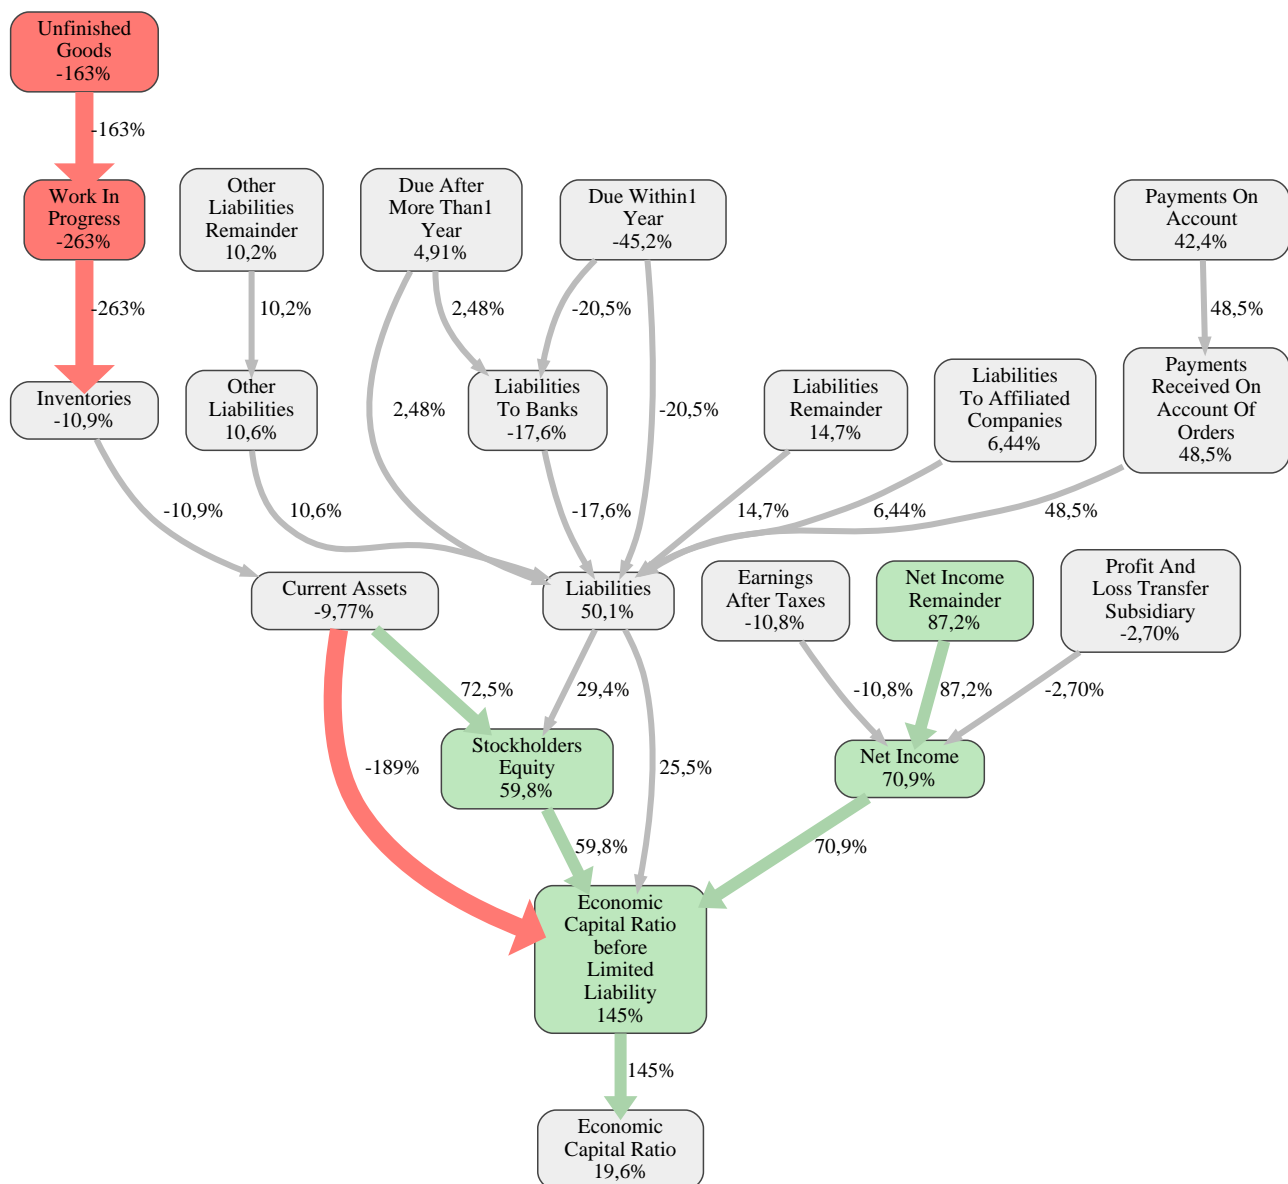 Unfinished
Goods
-163%
-163%
Work In
Progress
-263%
Other
Liabilities
Remainder
10,2%
Due After
More Than1
Year
4,91%
Due Within1
Year
-45,2%
Payments On
Account
42,4%
-263%
10,2%
2,48%
-20,5%
48,5%
Inventories
-10,9%
Other
Liabilities
10,6%
2,48%
Liabilities
To Banks
-17,6%
-20,5%
Liabilities
Remainder
14,7%
Liabilities
To Affiliated
Companies
6,44%
Payments
Received On
Account Of
Orders
48,5%
-10,9%
10,6%
-17,6%
14,7%
6,44%
48,5%
Current Assets
-9,77%
Liabilities
50,1%
Earnings
After Taxes
-10,8%
Net Income
Remainder
87,2%
Profit And
Loss Transfer
Subsidiary
-2,70%
72,5%
29,4%
-10,8%
87,2%
-2,70%
-189%
Stockholders
Equity
59,8%
25,5%
Net Income
70,9%
59,8%
70,9%
Economic
Capital Ratio
before
Limited
Liability
145%
145%
Economic
Capital Ratio
19,6%